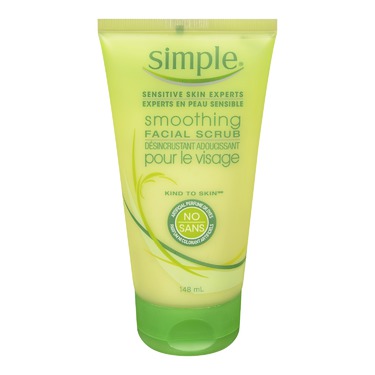 simple®
SENSITIVE SKIN EXPERTS
EXPERTS EN PEAU SENSIBLE
smoothing
FACIAL SCRUB
DÉSINCRUSTANT ADOUCISSANT
pour le visage
KIND TO SKIN
NO
SANS
148 mL